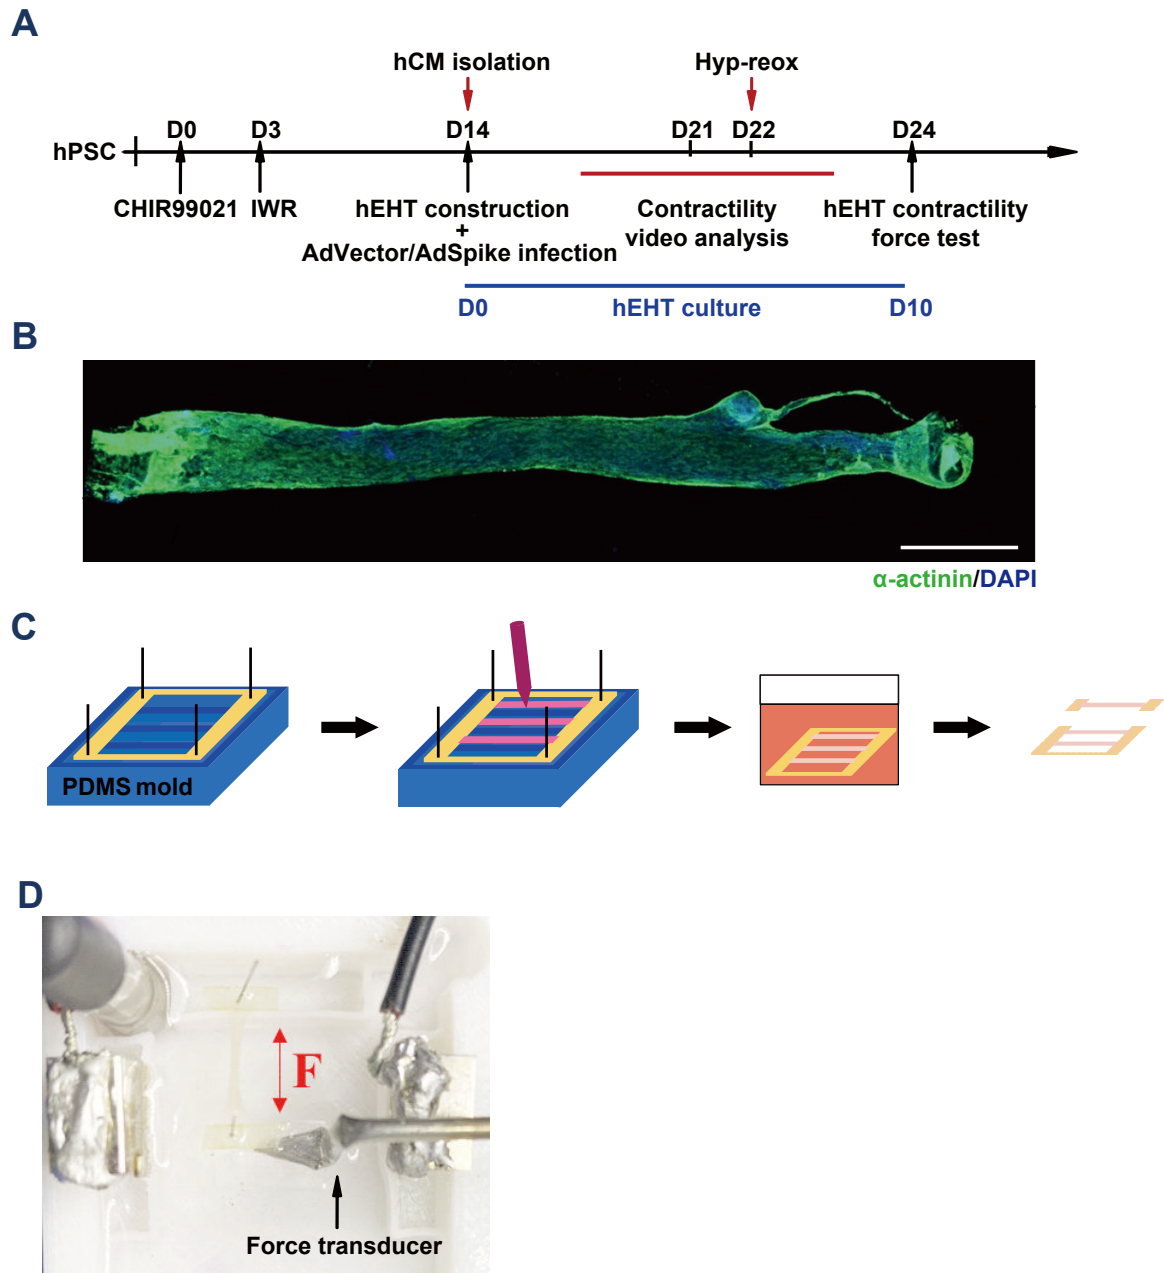 A
hCM isolation
Hyp-reox
D0
D3
D14
D21
D22
D24
hPSC
CHIR99021
IWR
hEHT construction
+
AdVector/AdSpike infection
Contractility
video analysis
hEHT contractility
force test
D0
hEHT culture
D10
B
α-actinin/DAPI
C
PDMS mold
D
F
Force transducer